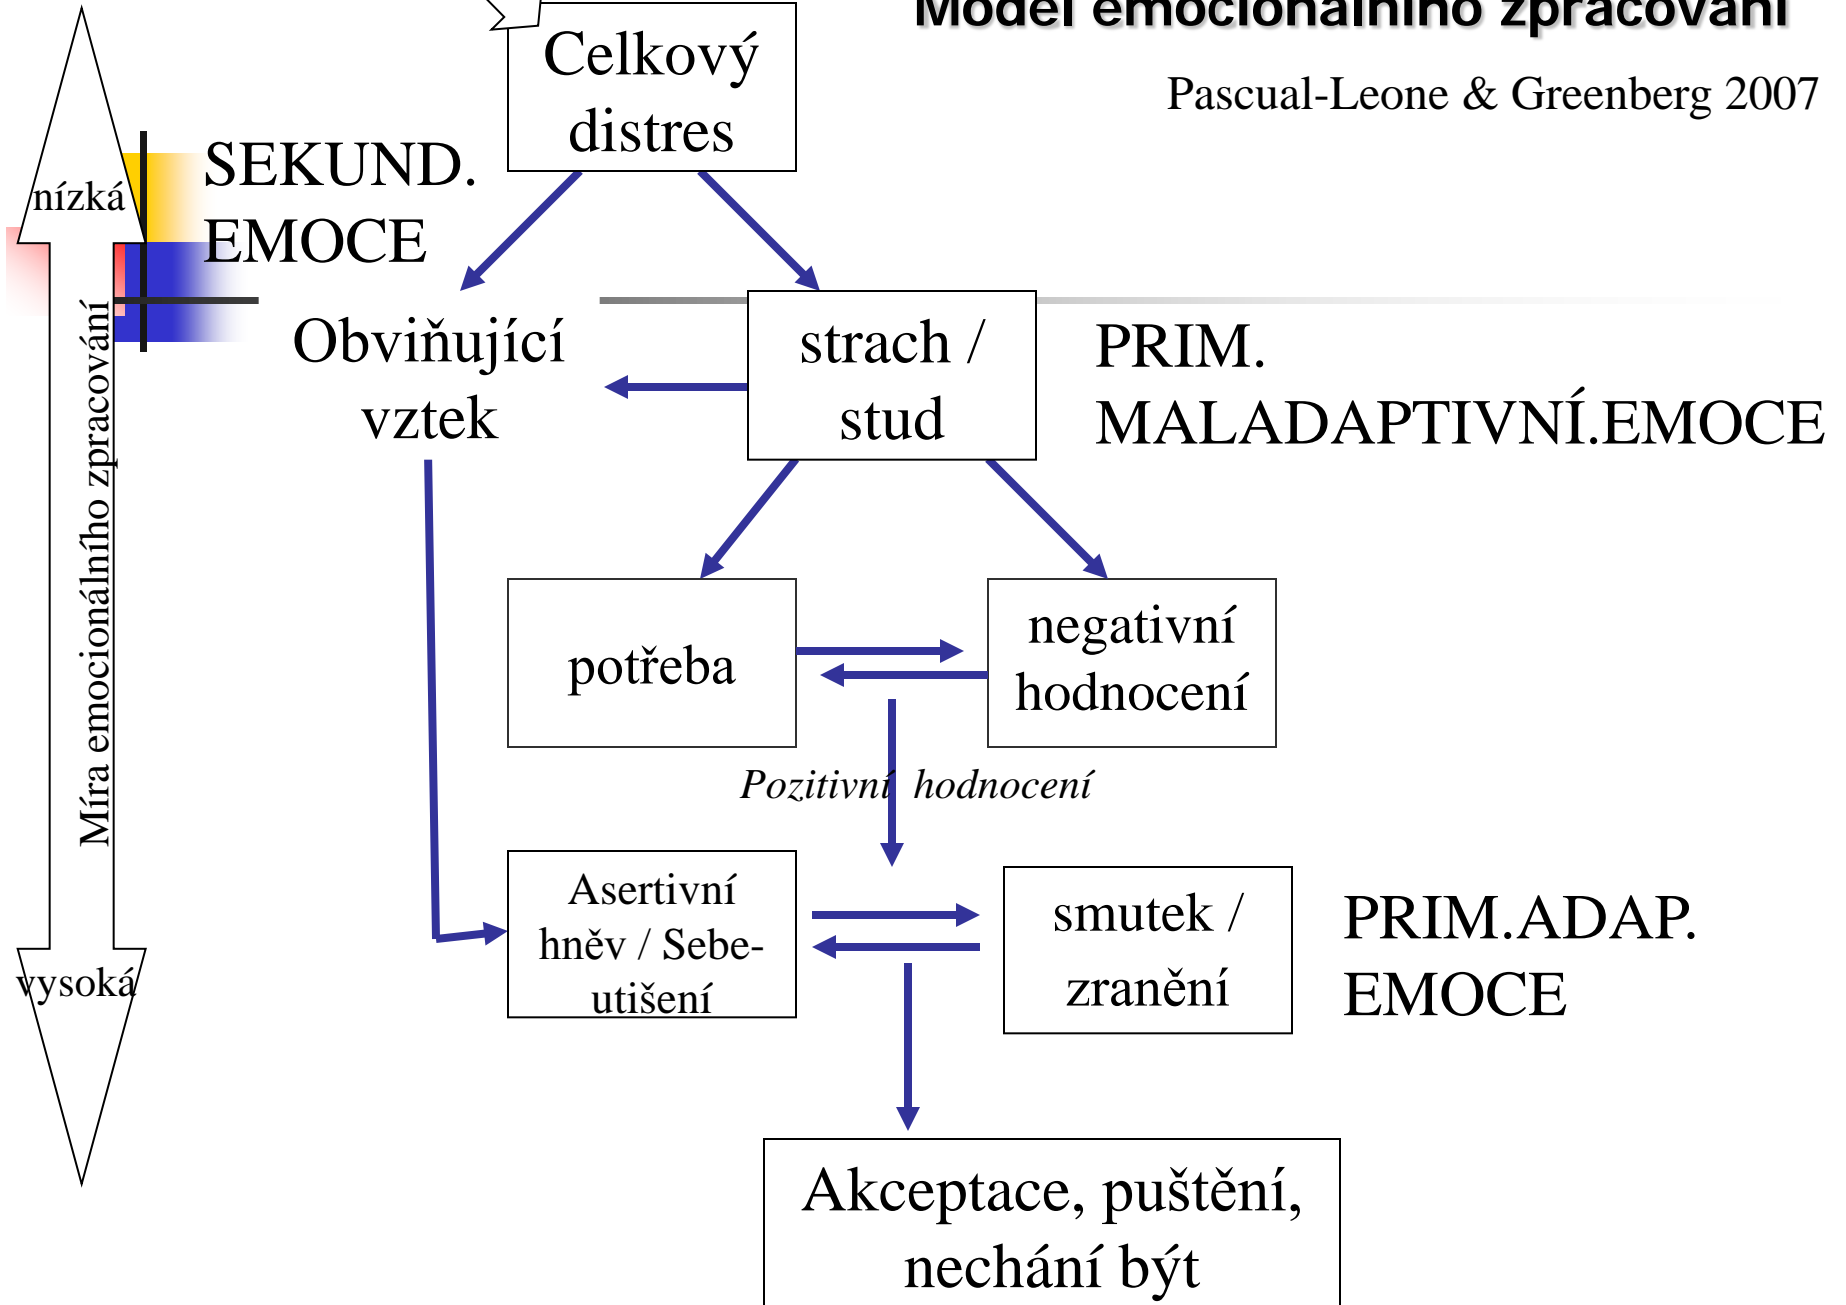 Model emocionálního zpracování
Pascual-Leone & Greenberg 2007
Celkový
distres
SEKUND.
EMOCE
nízká
Obviňující
vztek
strach /
stud
PRIM.
MALADAPTIVNÍ.EMOCE
Míra emocionálního zpracování
potřeba
negativní
hodnocení
Pozitivní hodnocení
Asertivní
hněv / Sebe-
utišení
smutek /
zranění
PRIM.ADAP.
EMOCE
vysoká
Akceptace, puštění,
nechání být